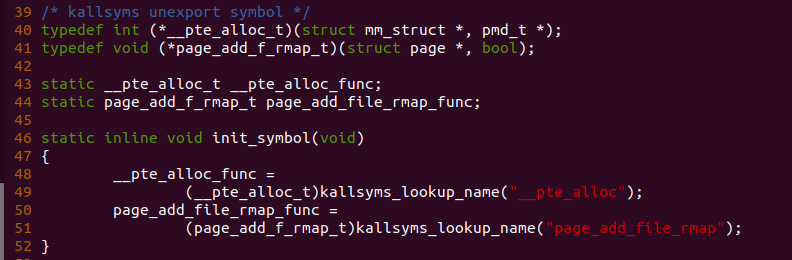 39 /* kallsyms unexport symbol */
40 typedef int (*__pte_alloc_t)(struct mm_struct *, pmd_t *);
41 typedef void (*page_add_f_rmap_t)(struct page *, bool);
42
43 static __pte_alloc_t __pte_alloc_func;
44 static page_add_f_rmap_t page_add_file_rmap_func;
45
46 static inline void init_symbol(void)
47 {
48         __pte_alloc_func =
49                 (__pte_alloc_t)kallsyms_lookup_name("__pte_alloc");
50         page_add_file_rmap_func =
51                 (page_add_f_rmap_t)kallsyms_lookup_name("page_add_file_rmap");
52 }